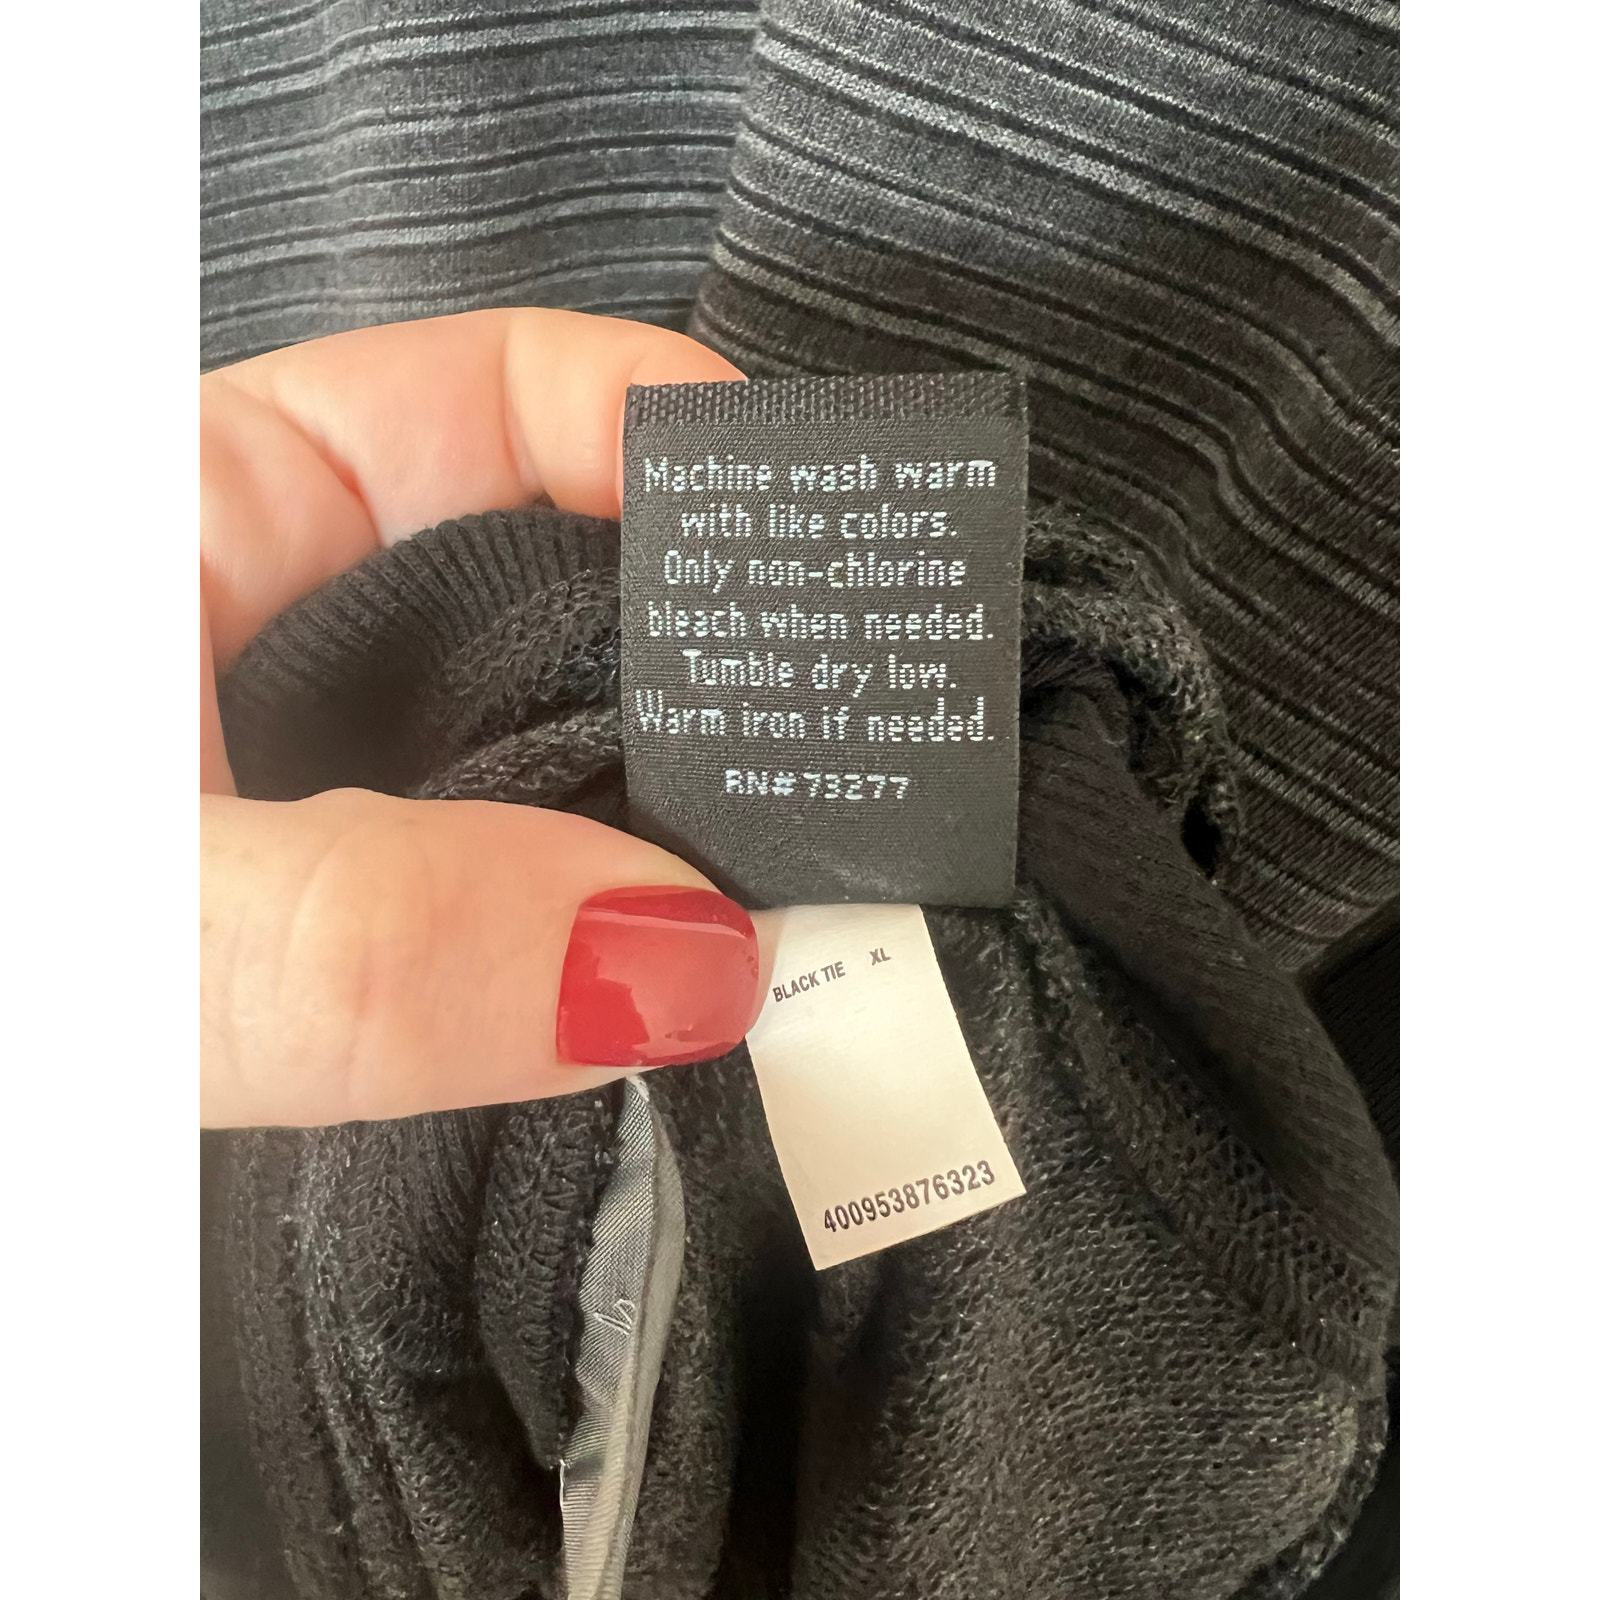 Machine wash warm
with like colors.
Only non-chlorine
bleach when needed.
Tumble dry low.
Warm iron if needed.
RN# 73277
BLACK TIE XL
400953876323